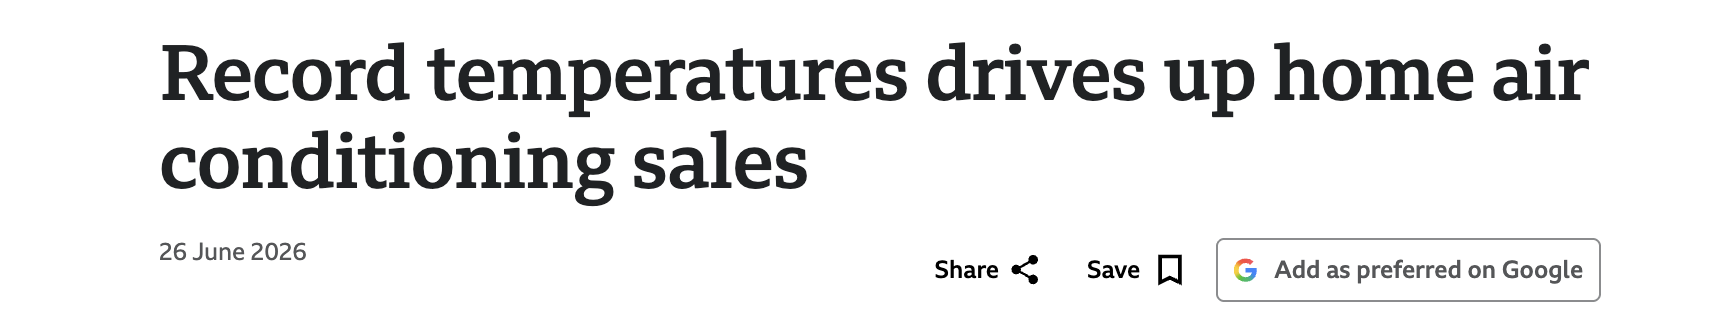 Record temperatures drives up home air
conditioning sales
26 June 2026
Share
Save
Add as preferred on Google